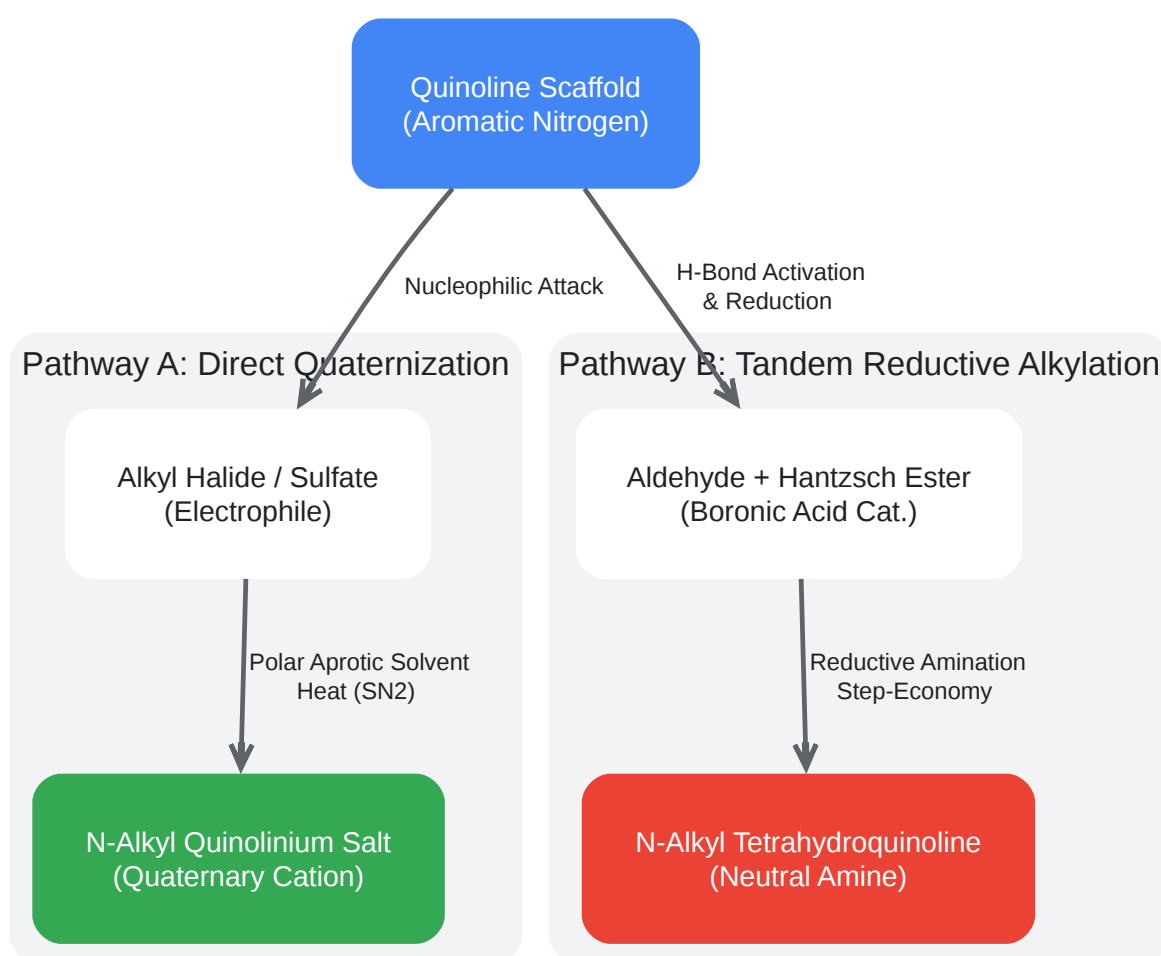 Quinoline Scaffold
(Aromatic Nitrogen)
Nucleophilic Attack
H-Bond Activation
& Reduction
Pathway A: Direct Quaternization
Pathway B: Tandem Reductive Alkylation
Alkyl Halide / Sulfate
(Electrophile)
Aldehyde + Hantzsch Ester
(Boronic Acid Cat.)
Polar Aprotic Solvent
Heat (SN2)
Reductive Amination
Step-Economy
N-Alkyl Quinolinium Salt
(Quaternary Cation)
N-Alkyl Tetrahydroquinoline
(Neutral Amine)